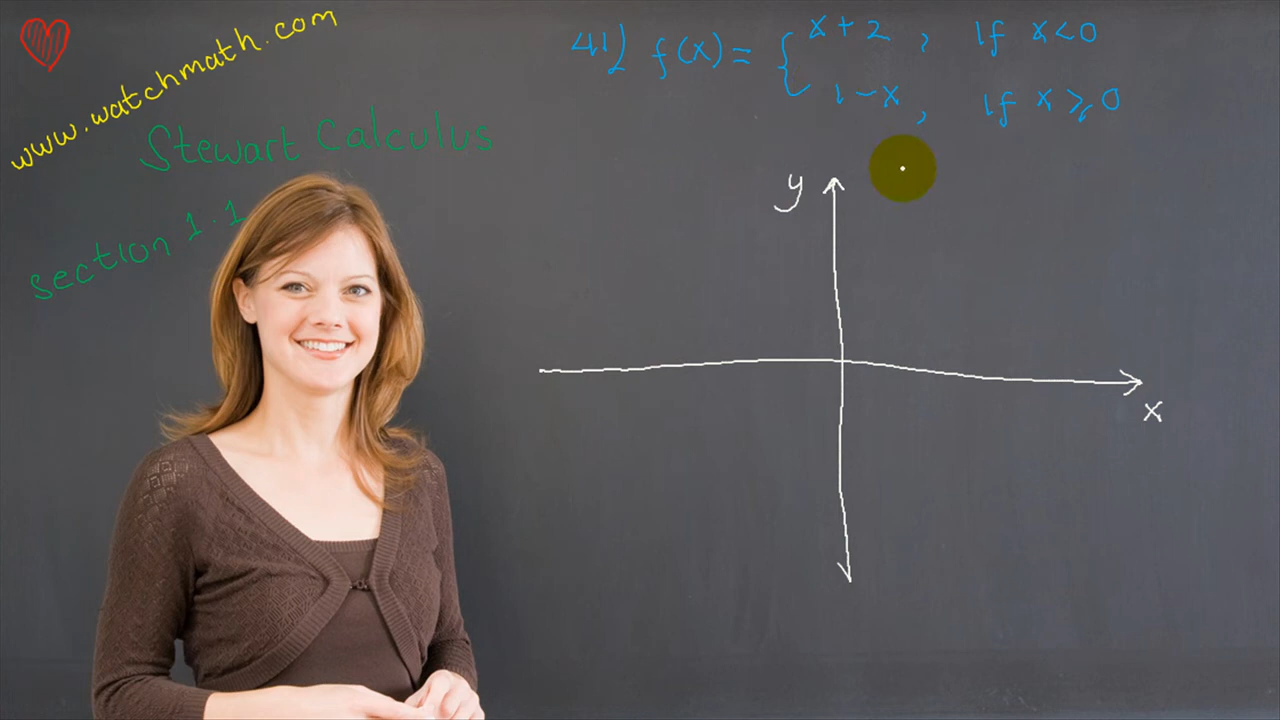 www.watchmath.com
Stewart Calculus
section 1.1
41) f(x) = { x + 2 , if x < 0
1 - x , if x ≥ 0
y
x